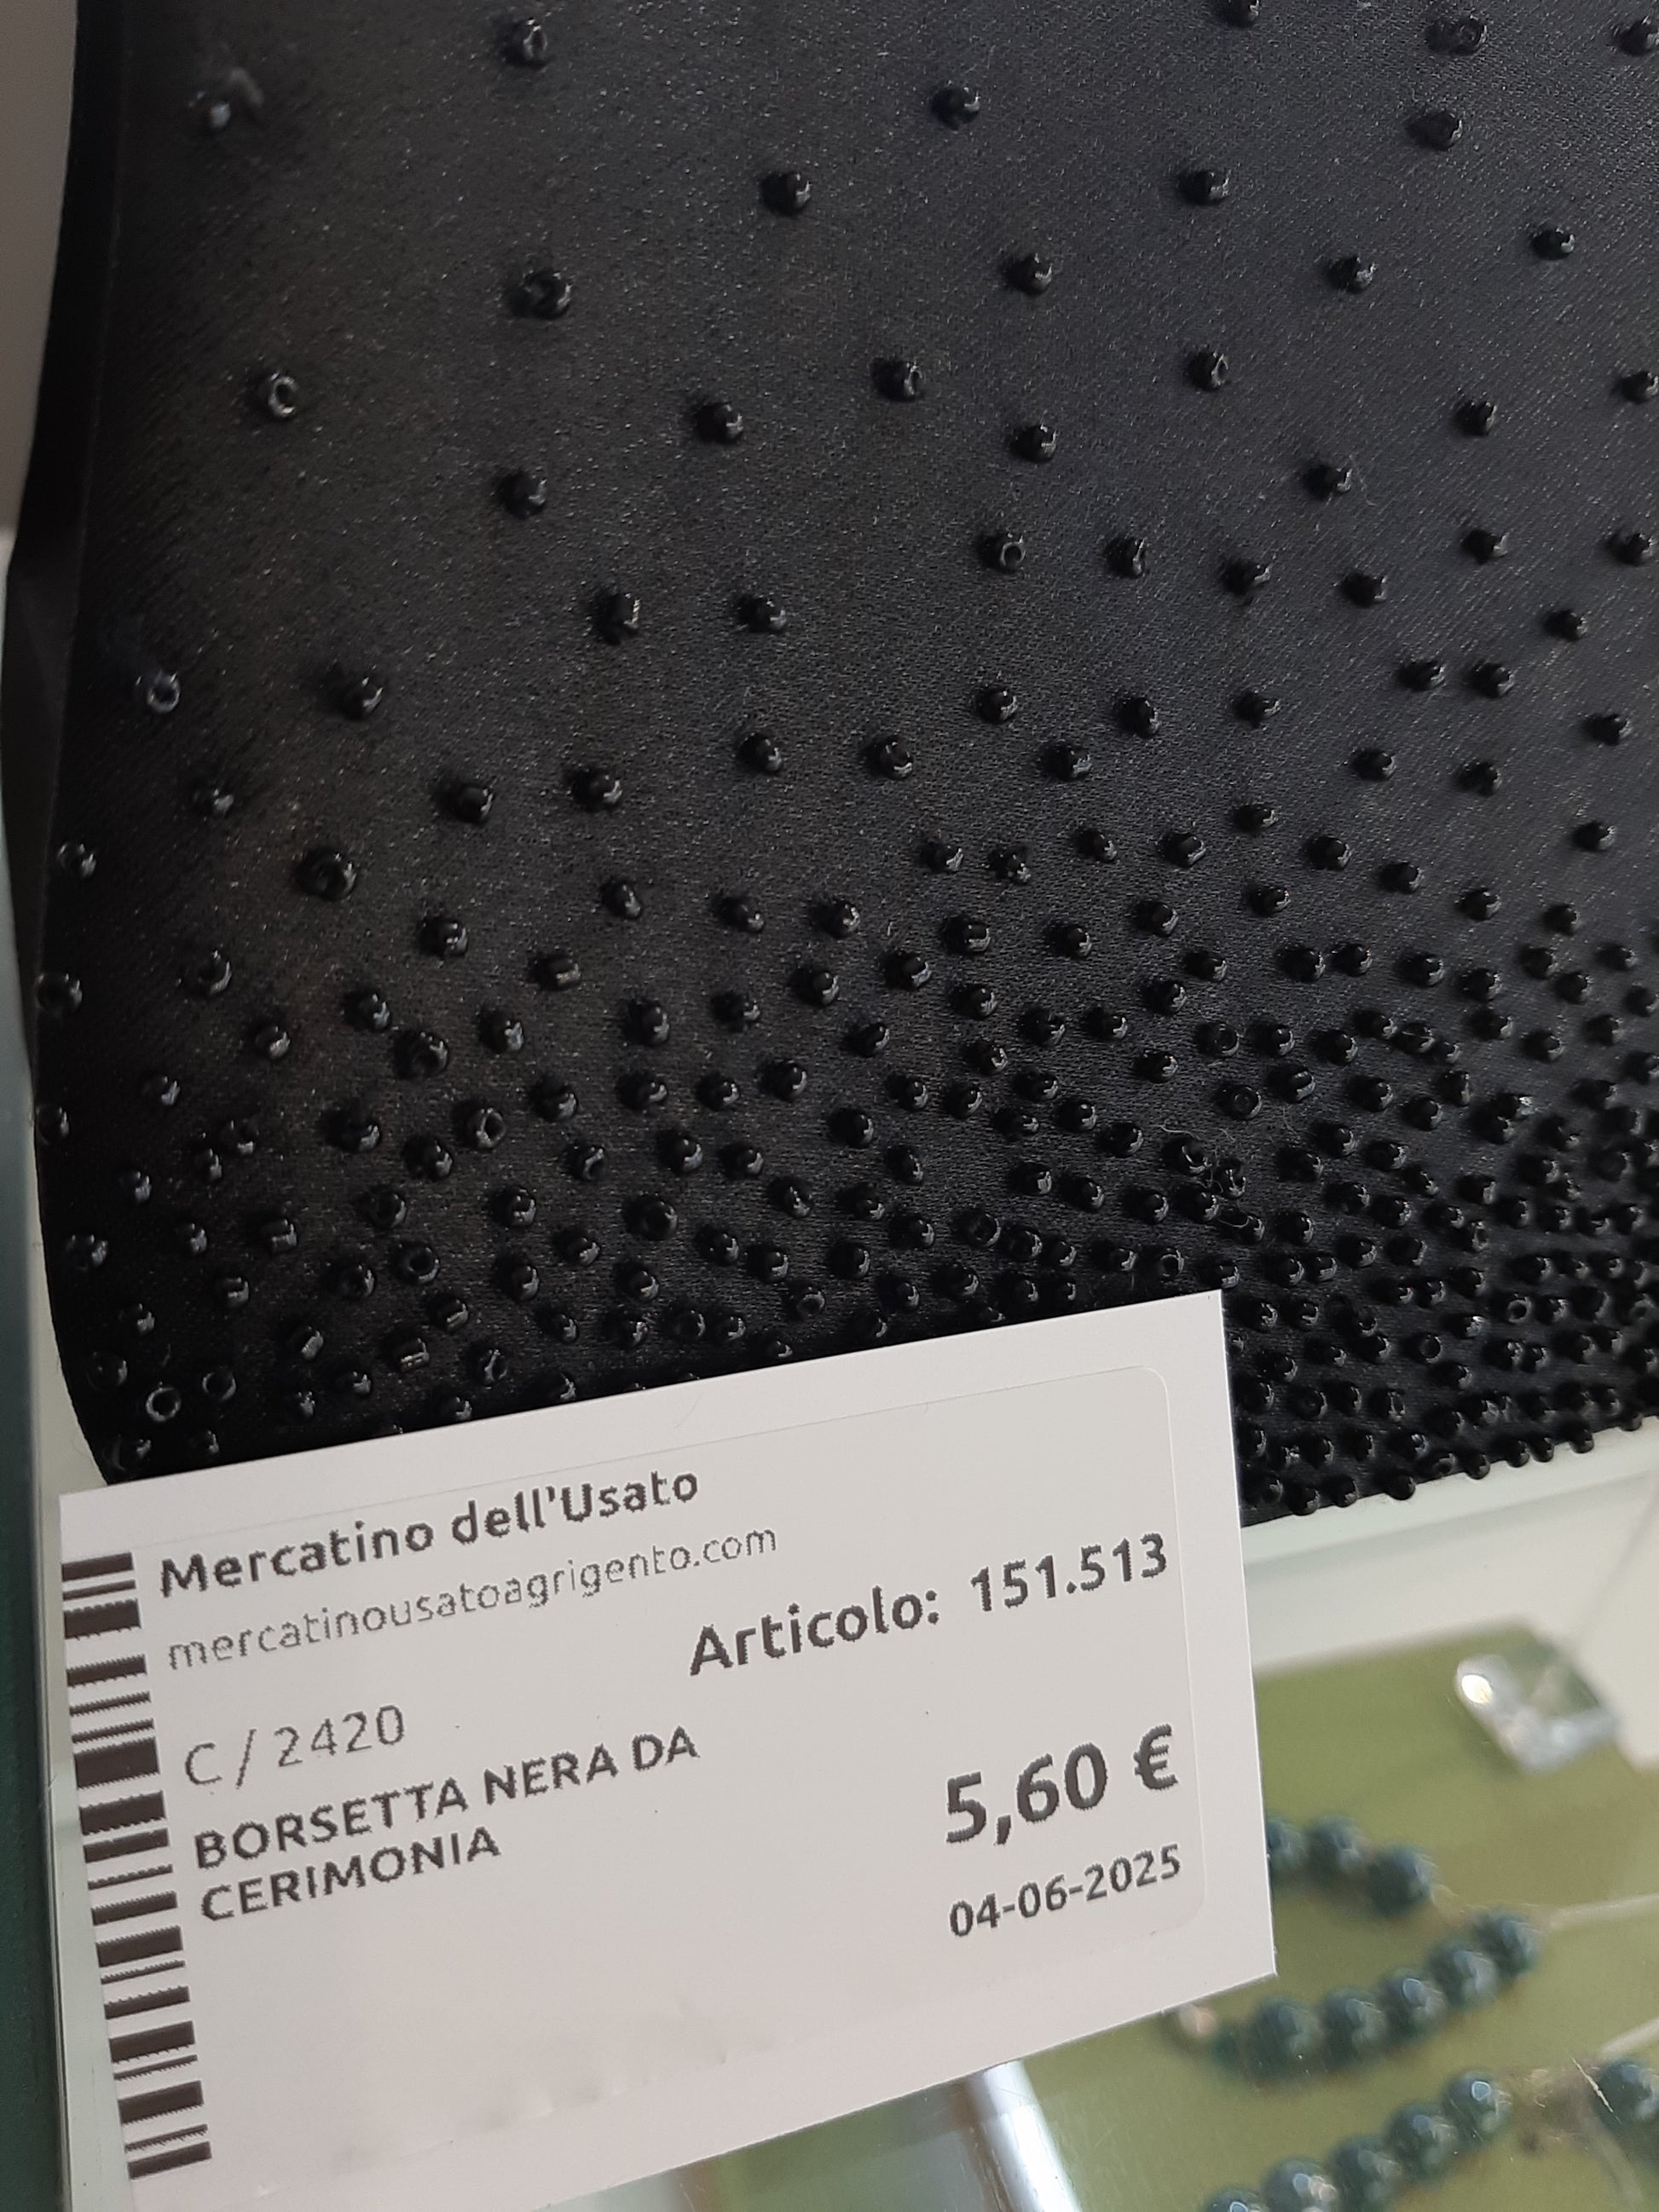 Mercatino dell'Usato
mercatinousatoagrigento.com
Articolo: 151.513
C/2420
BORSETTA NERA DA
CERIMONIA
5,60 €
04-06-2025